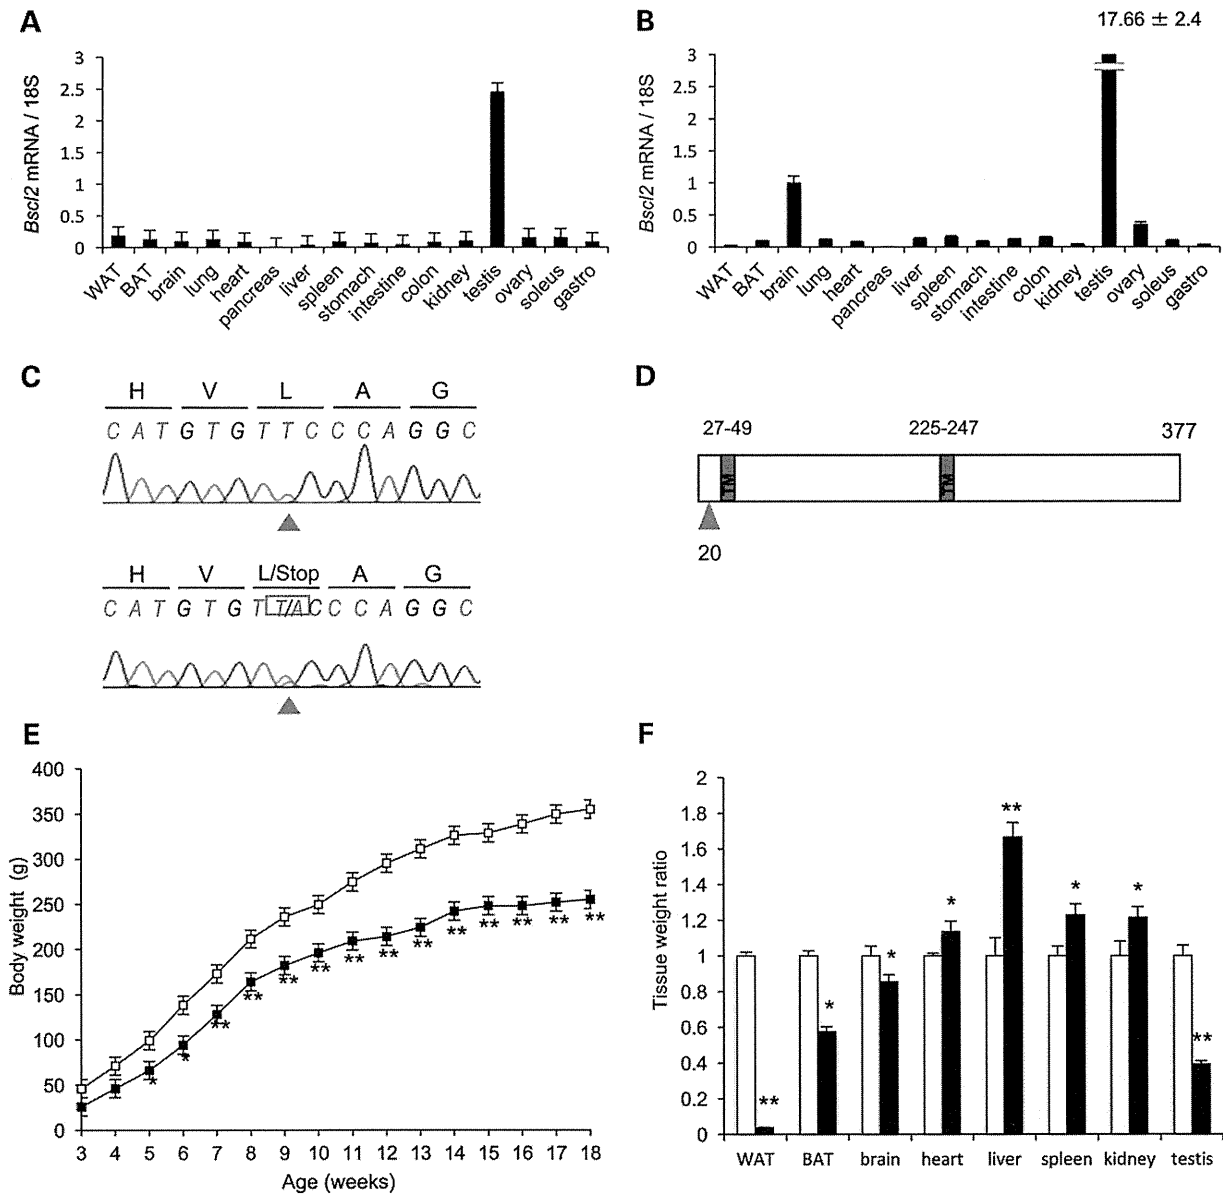 A
Bscl2 mRNA / 18S
3
2.5
2
1.5
1
0.5
0
WAT BAT brain lung heart pancreas liver spleen stomach intestine colon kidney testis ovary soleus gastro
B
17.66 ± 2.4
Bscl2 mRNA / 18S
3
2.5
2
1.5
1
0.5
0
WAT BAT brain lung heart pancreas liver spleen stomach intestine colon kidney testis ovary soleus gastro
C
H V L A G
C A T G T G T T C C C A G G C
H V L/Stop A G
C A T G T G T T/A C C C A G G C
D
27-49 225-247 377
TM TM
20
E
Body weight (g)
400
350
300
250
200
150
100
50
0
* * ** ** ** ** ** ** ** ** ** ** ** **
3 4 5 6 7 8 9 10 11 12 13 14 15 16 17 18
Age (weeks)
F
Tissue weight ratio
2
1.8
1.6
1.4
1.2
1
0.8
0.6
0.4
0.2
0
** * * * ** * * **
WAT BAT brain heart liver spleen kidney testis